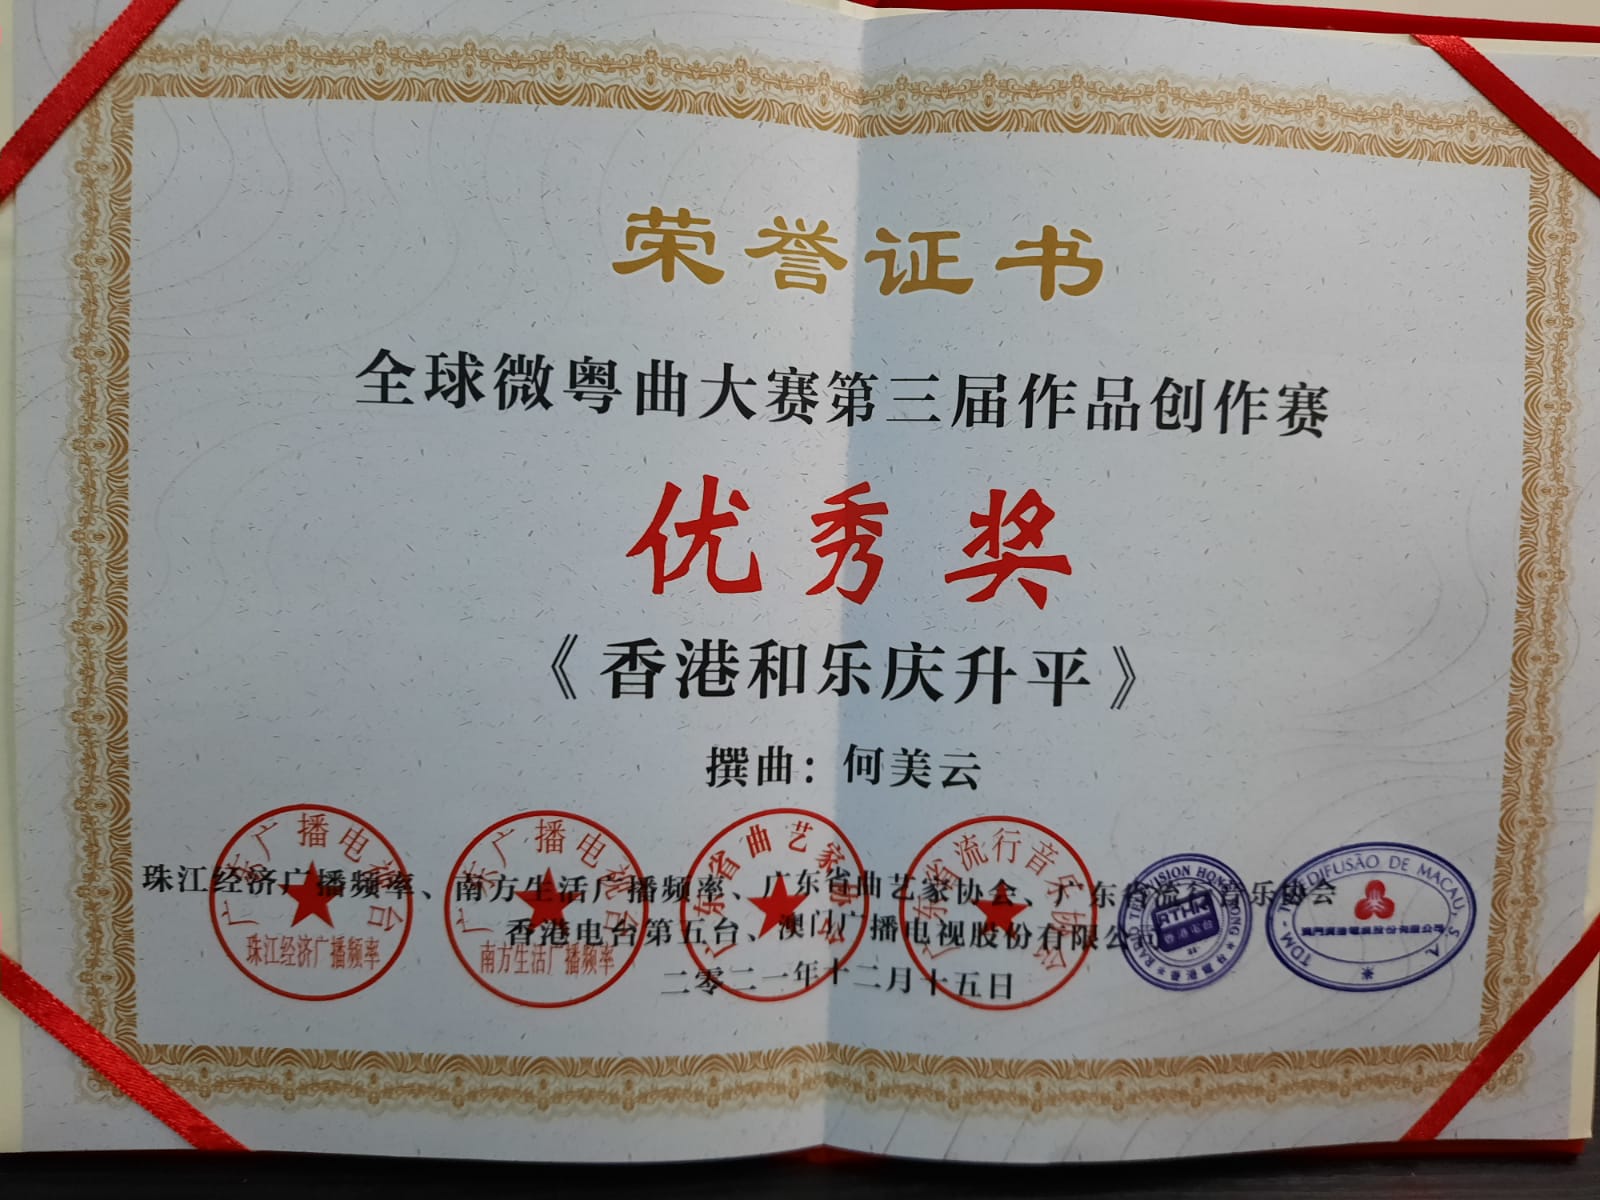 荣誉证书
全球微粤曲大赛第三届作品创作赛
优秀奖
《香港和乐庆升平》
撰曲：何美云
珠江经济广播频率、南方生活广播频率、广东省曲艺家协会、广东省流行音乐协会
香港电台第五台、澳门广播电视股份有限公司
二零二一年十二月十五日
广东广播电视台
珠江经济广播频率
广东广播电视台
南方生活广播频率
广东省曲艺家协会
广东省流行音乐协会
RADIO TELEVISION HONG KONG
RTHK
香港電台
TDM - TELEDIFUSÃO DE MACAU, S.A.
澳門廣播電視股份有限公司